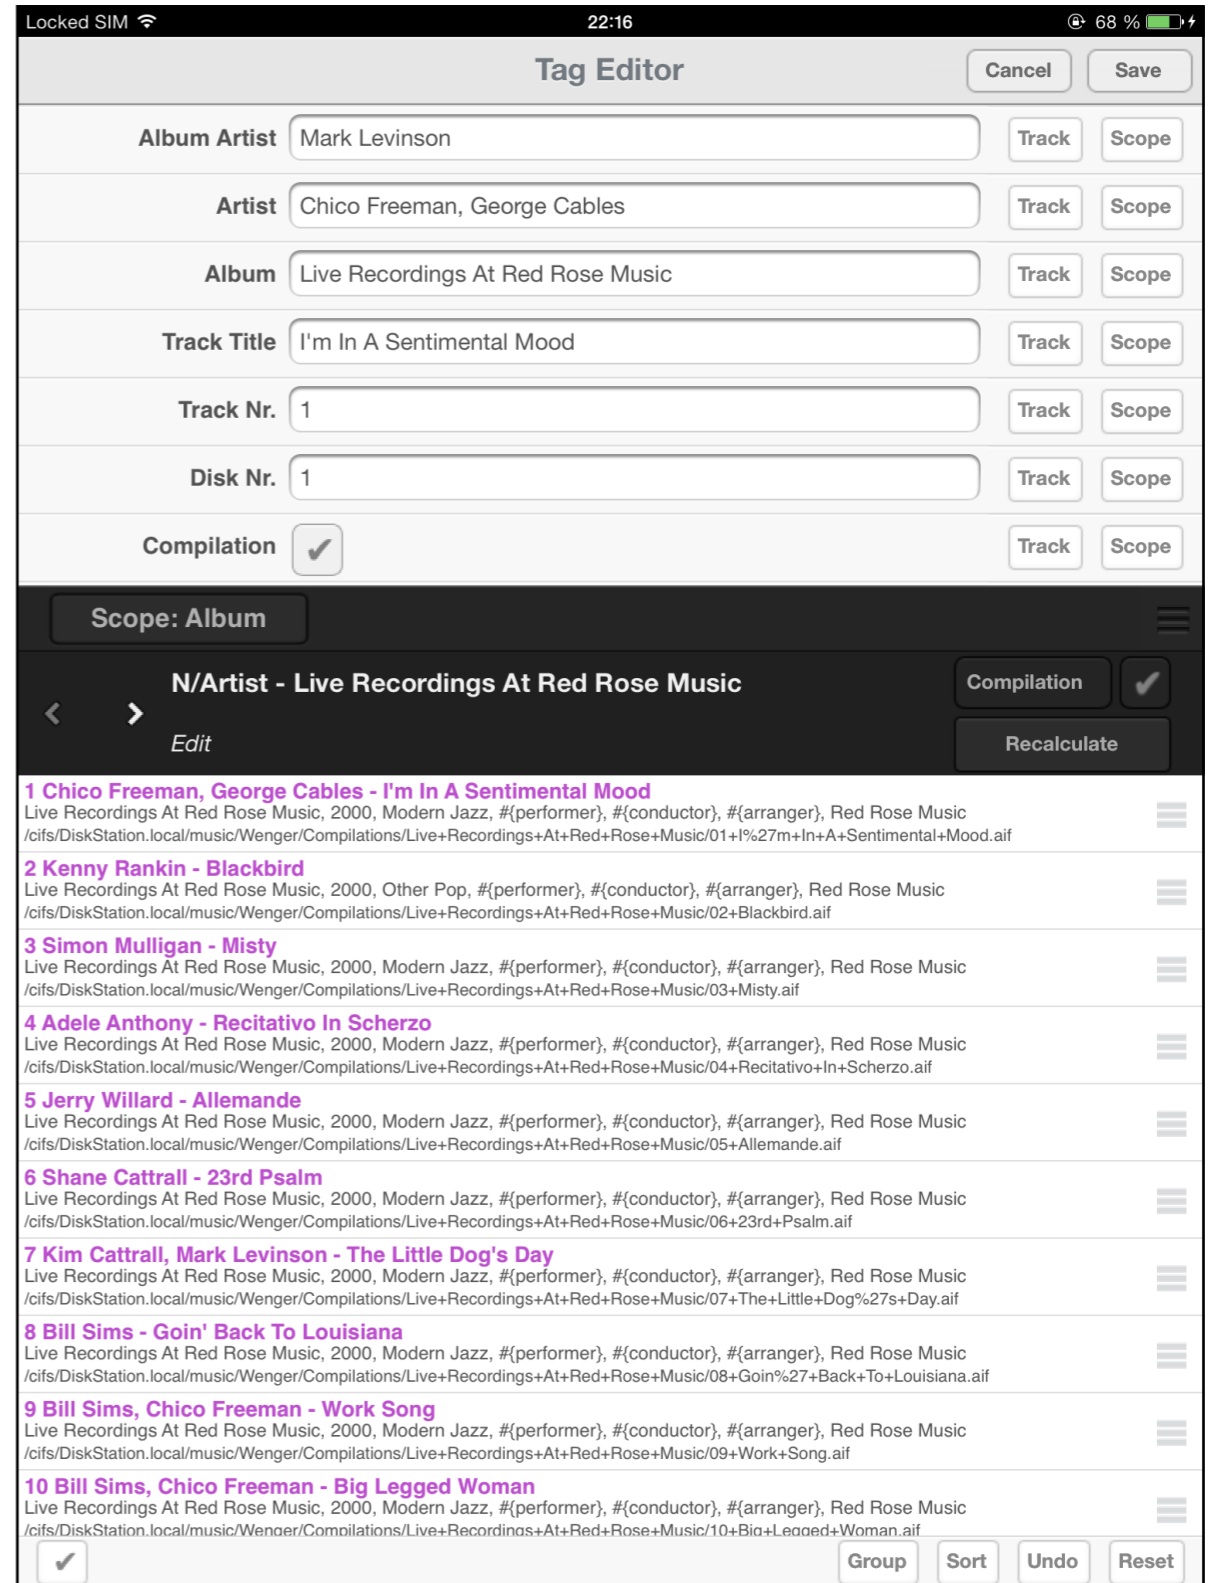 Locked SIM 22:16 68 %
Tag Editor Cancel Save
Album Artist Mark Levinson Track Scope
Artist Chico Freeman, George Cables Track Scope
Album Live Recordings At Red Rose Music Track Scope
Track Title I'm In A Sentimental Mood Track Scope
Track Nr. 1 Track Scope
Disk Nr. 1 Track Scope
Compilation Track Scope
Scope: Album
N/Artist - Live Recordings At Red Rose Music Compilation
Edit Recalculate
1 Chico Freeman, George Cables - I'm In A Sentimental Mood
Live Recordings At Red Rose Music, 2000, Modern Jazz, #{performer}, #{conductor}, #{arranger}, Red Rose Music
/cifs/DiskStation.local/music/Wenger/Compilations/Live+Recordings+At+Red+Rose+Music/01+I%27m+In+A+Sentimental+Mood.aif
2 Kenny Rankin - Blackbird
Live Recordings At Red Rose Music, 2000, Other Pop, #{performer}, #{conductor}, #{arranger}, Red Rose Music
/cifs/DiskStation.local/music/Wenger/Compilations/Live+Recordings+At+Red+Rose+Music/02+Blackbird.aif
3 Simon Mulligan - Misty
Live Recordings At Red Rose Music, 2000, Modern Jazz, #{performer}, #{conductor}, #{arranger}, Red Rose Music
/cifs/DiskStation.local/music/Wenger/Compilations/Live+Recordings+At+Red+Rose+Music/03+Misty.aif
4 Adele Anthony - Recitativo In Scherzo
Live Recordings At Red Rose Music, 2000, Modern Jazz, #{performer}, #{conductor}, #{arranger}, Red Rose Music
/cifs/DiskStation.local/music/Wenger/Compilations/Live+Recordings+At+Red+Rose+Music/04+Recitativo+In+Scherzo.aif
5 Jerry Willard - Allemande
Live Recordings At Red Rose Music, 2000, Modern Jazz, #{performer}, #{conductor}, #{arranger}, Red Rose Music
/cifs/DiskStation.local/music/Wenger/Compilations/Live+Recordings+At+Red+Rose+Music/05+Allemande.aif
6 Shane Cattrall - 23rd Psalm
Live Recordings At Red Rose Music, 2000, Modern Jazz, #{performer}, #{conductor}, #{arranger}, Red Rose Music
/cifs/DiskStation.local/music/Wenger/Compilations/Live+Recordings+At+Red+Rose+Music/06+23rd+Psalm.aif
7 Kim Cattrall, Mark Levinson - The Little Dog's Day
Live Recordings At Red Rose Music, 2000, Modern Jazz, #{performer}, #{conductor}, #{arranger}, Red Rose Music
/cifs/DiskStation.local/music/Wenger/Compilations/Live+Recordings+At+Red+Rose+Music/07+The+Little+Dog%27s+Day.aif
8 Bill Sims - Goin' Back To Louisiana
Live Recordings At Red Rose Music, 2000, Modern Jazz, #{performer}, #{conductor}, #{arranger}, Red Rose Music
/cifs/DiskStation.local/music/Wenger/Compilations/Live+Recordings+At+Red+Rose+Music/08+Goin%27+Back+To+Louisiana.aif
9 Bill Sims, Chico Freeman - Work Song
Live Recordings At Red Rose Music, 2000, Modern Jazz, #{performer}, #{conductor}, #{arranger}, Red Rose Music
/cifs/DiskStation.local/music/Wenger/Compilations/Live+Recordings+At+Red+Rose+Music/09+Work+Song.aif
10 Bill Sims, Chico Freeman - Big Legged Woman
Live Recordings At Red Rose Music, 2000, Modern Jazz, #{performer}, #{conductor}, #{arranger}, Red Rose Music
/cifs/DiskStation.local/music/Wenger/Compilations/Live+Recordings+At+Red+Rose+Music/10+Big+Legged+Woman.aif
Group Sort Undo Reset